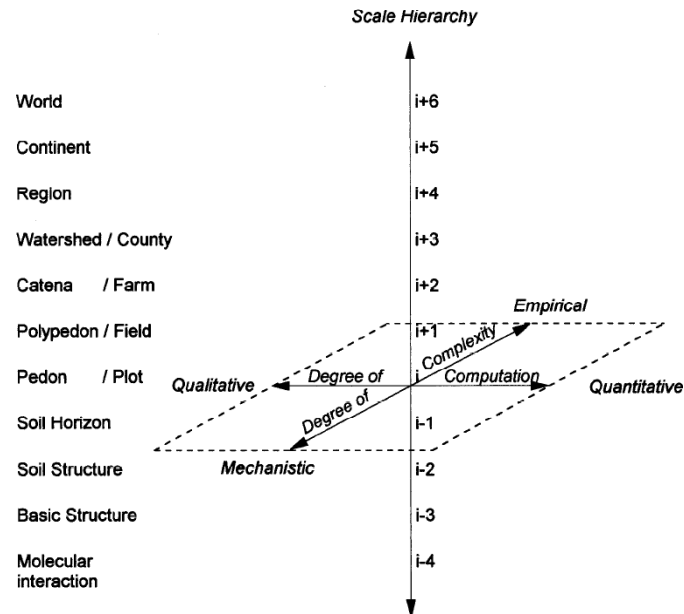 Scale Hierarchy
World i+6
Continent i+5
Region i+4
Watershed / County i+3
Catena / Farm i+2
Empirical
Polypedon / Field i+1
Complexity
Pedon / Plot i
Qualitative Degree of Computation Quantitative
Degree of
Soil Horizon i-1
Soil Structure i-2
Mechanistic
Basic Structure i-3
Molecular i-4
interaction